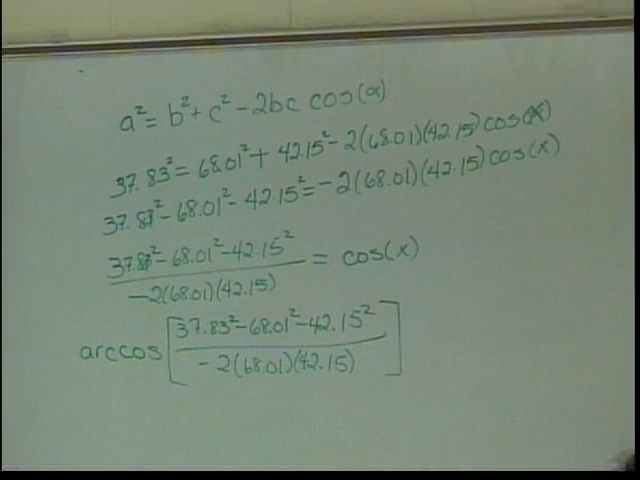 a² = b² + c² - 2bc cos(α)
37.83² = 68.01² + 42.15² - 2(68.01)(42.15) cos(x)
37.83² - 68.01² - 42.15² = -2(68.01)(42.15) cos(x)
37.83² - 68.01² - 42.15² / -2(68.01)(42.15) = cos(x)
arccos [37.83² - 68.01² - 42.15² / -2(68.01)(42.15)]